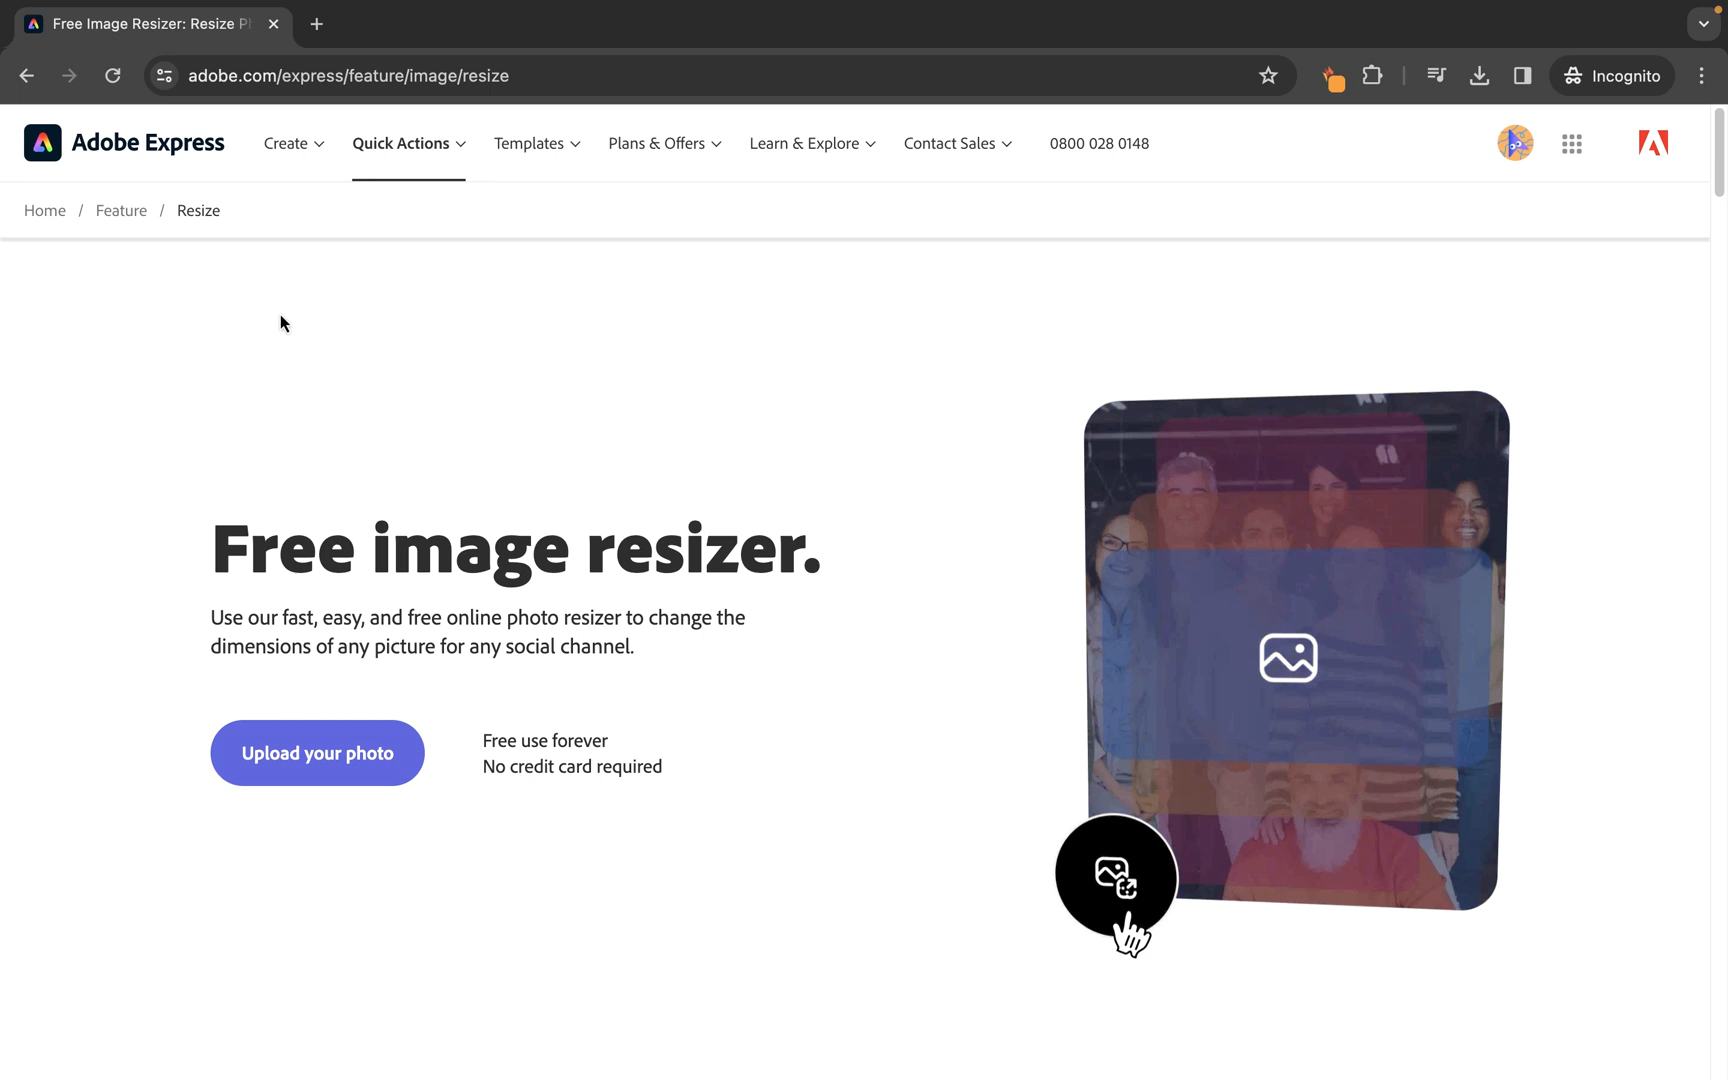 Free Image Resizer: Resize Ph
adobe.com/express/feature/image/resize
Incognito
Adobe Express
Create
Quick Actions
Templates
Plans & Offers
Learn & Explore
Contact Sales
0800 028 0148
Home / Feature / Resize
Free image resizer.
Use our fast, easy, and free online photo resizer to change the
dimensions of any picture for any social channel.
Upload your photo
Free use forever
No credit card required